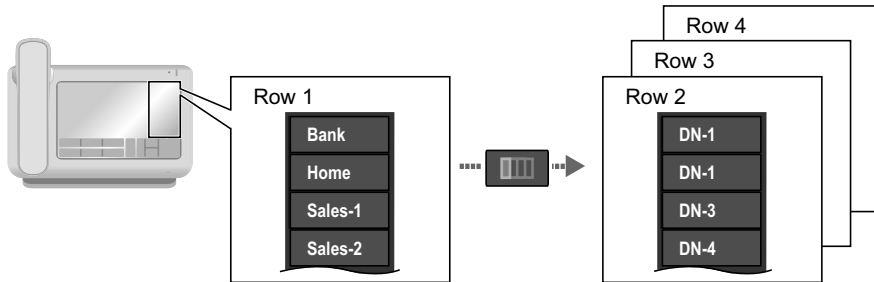 Row 4
Row 3
Row 1
Row 2
Bank
DN-1
Home
DN-1
Sales-1
DN-3
Sales-2
DN-4